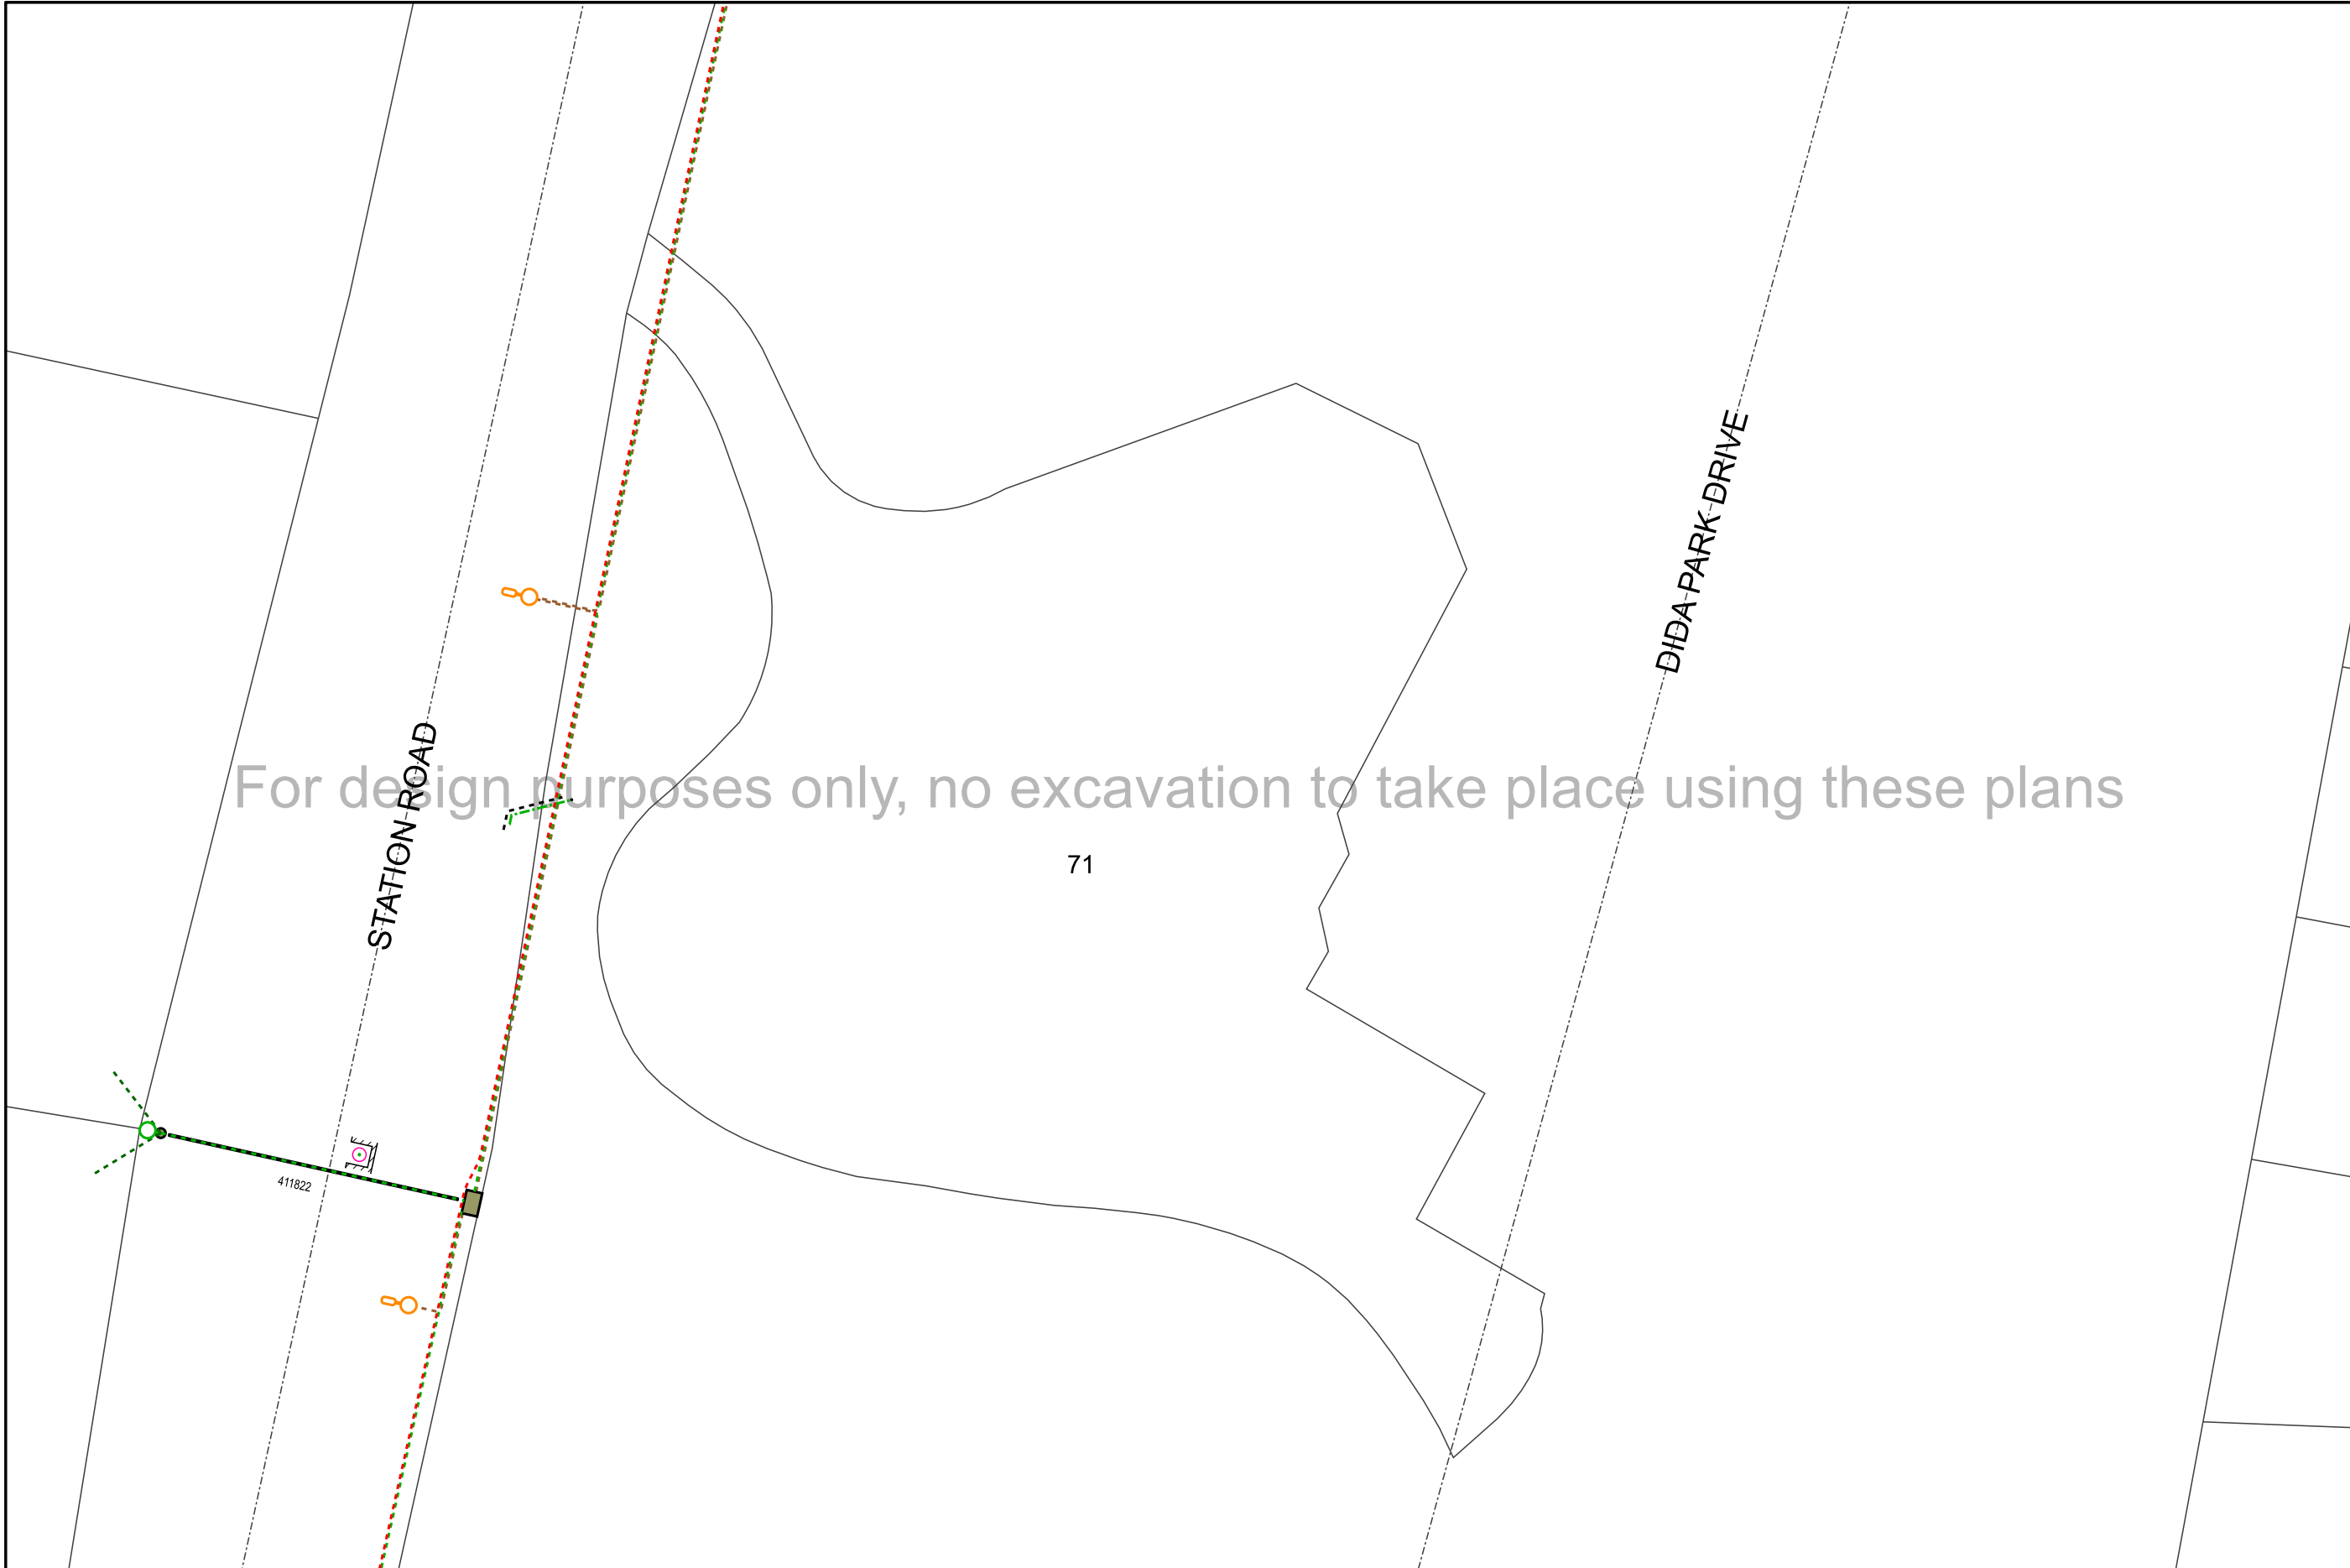 DIDA PARK DRIVE
STATION ROAD
For design purposes only, no excavation to take place using these plans
71
411822